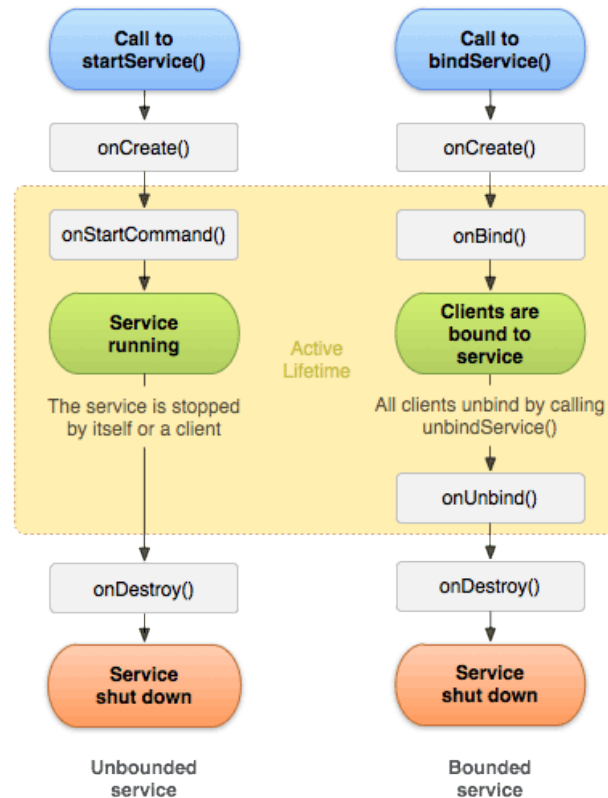 Call to
startService()
onCreate()
onStartCommand()
Service
running
The service is stopped
by itself or a client
onDestroy()
Service
shut down
Unbounded
service
Active
Lifetime
Call to
bindService()
onCreate()
onBind()
Clients are
bound to
service
All clients unbind by calling
unbindService()
onUnbind()
onDestroy()
Service
shut down
Bounded
service